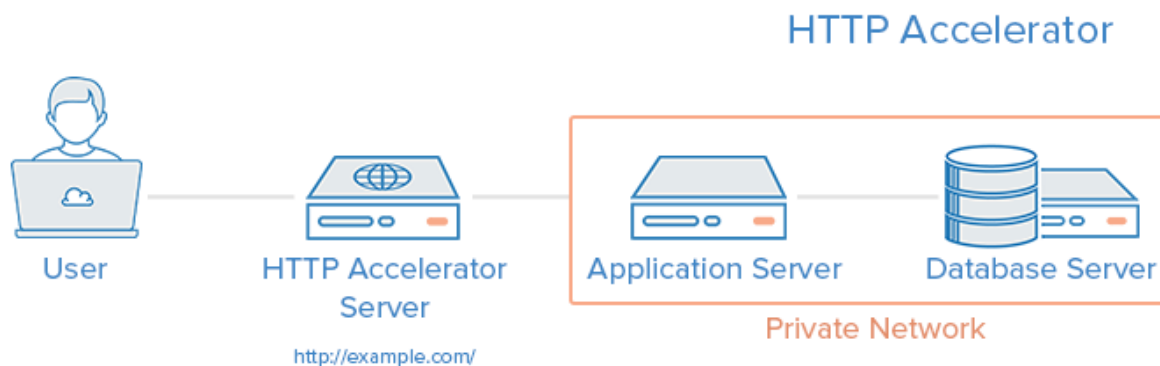 HTTP Accelerator
User
HTTP Accelerator
Server
http://example.com/
Application Server
Database Server
Private Network